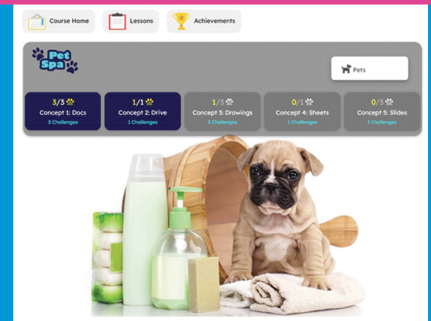 Course Home
Lessons
Achievements
Pet
Spa
Pets
3/3
Concept 1: Docs
3 Challenges
1/1
Concept 2: Drive
1 Challenges
1/3
Concept 3: Drawings
3 Challenges
0/1
Concept 4: Sheets
1 Challenges
0/3
Concept 5: Slides
3 Challenges